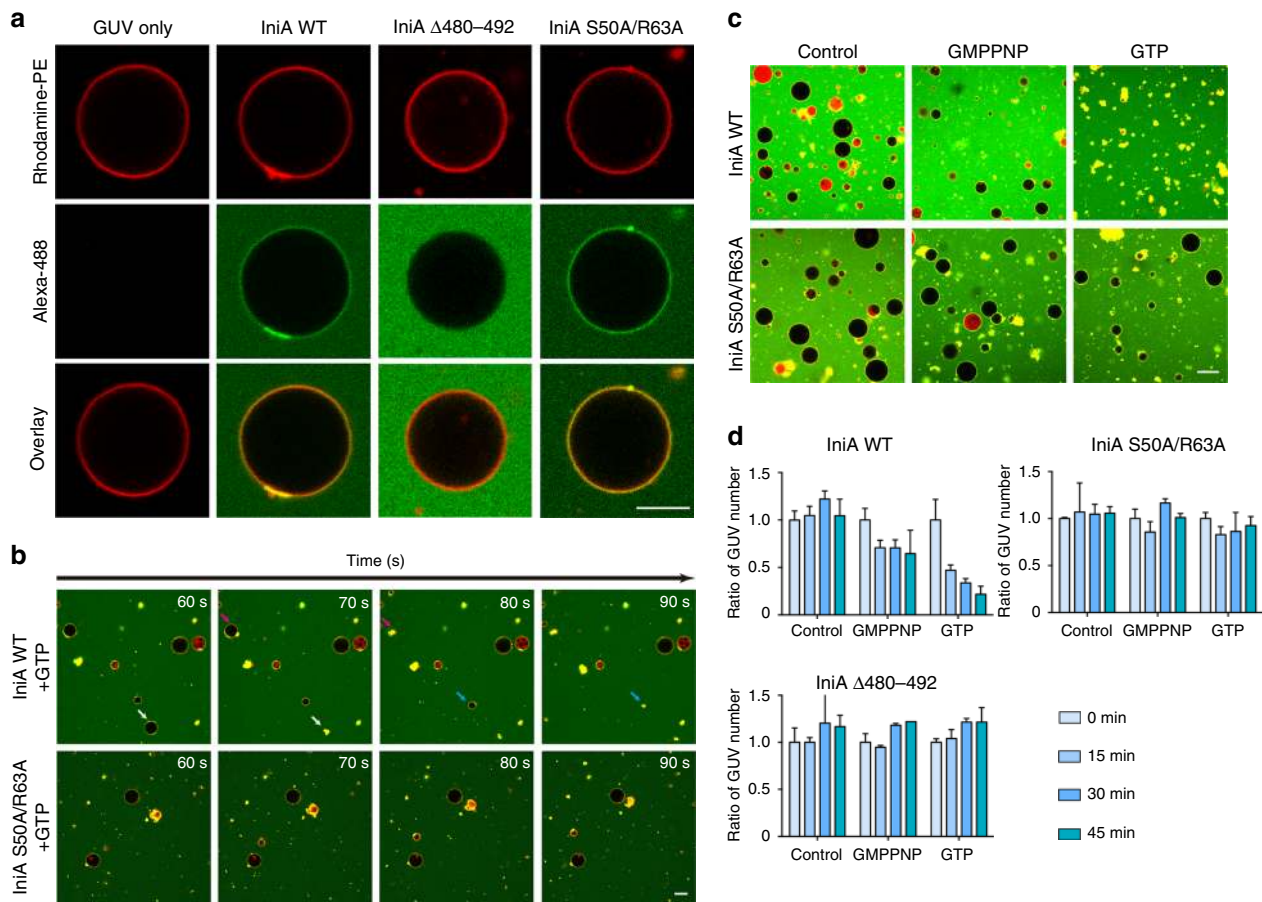 a
GUV only
IniA WT
IniA Δ480–492
IniA S50A/R63A
Rhodamine-PE
Alexa-488
Overlay
b
Time (s)
IniA WT
+GTP
60 s
70 s
80 s
90 s
IniA S50A/R63A
+GTP
60 s
70 s
80 s
90 s
c
Control
GMPPNP
GTP
IniA WT
IniA S50A/R63A
d
IniA WT
Ratio of GUV number
1.5
1.0
0.5
0
Control
GMPPNP
GTP
IniA S50A/R63A
Ratio of GUV number
1.5
1.0
0.5
0
Control
GMPPNP
GTP
IniA Δ480–492
Ratio of GUV number
1.5
1.0
0.5
0
Control
GMPPNP
GTP
0 min
15 min
30 min
45 min